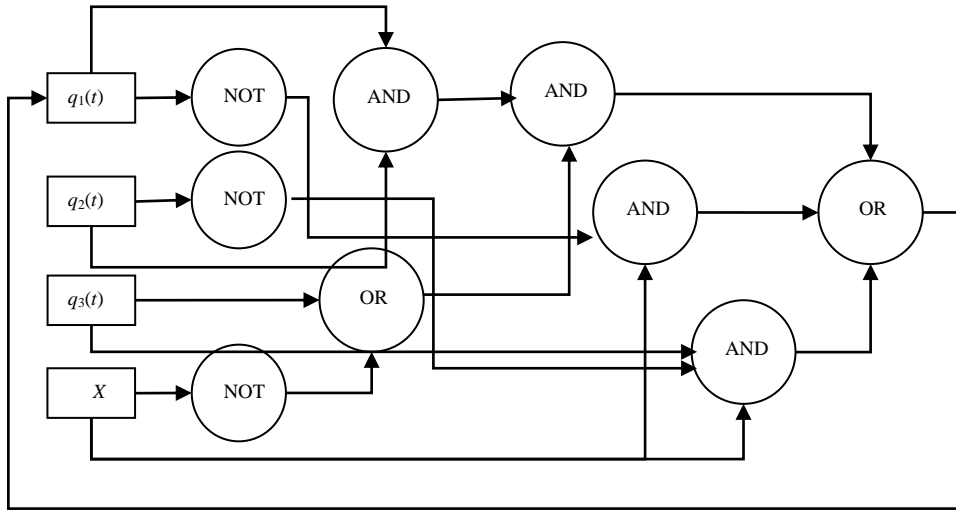 q₁(t)
NOT
AND
AND
q₂(t)
NOT
AND
OR
q₃(t)
OR
AND
X
NOT